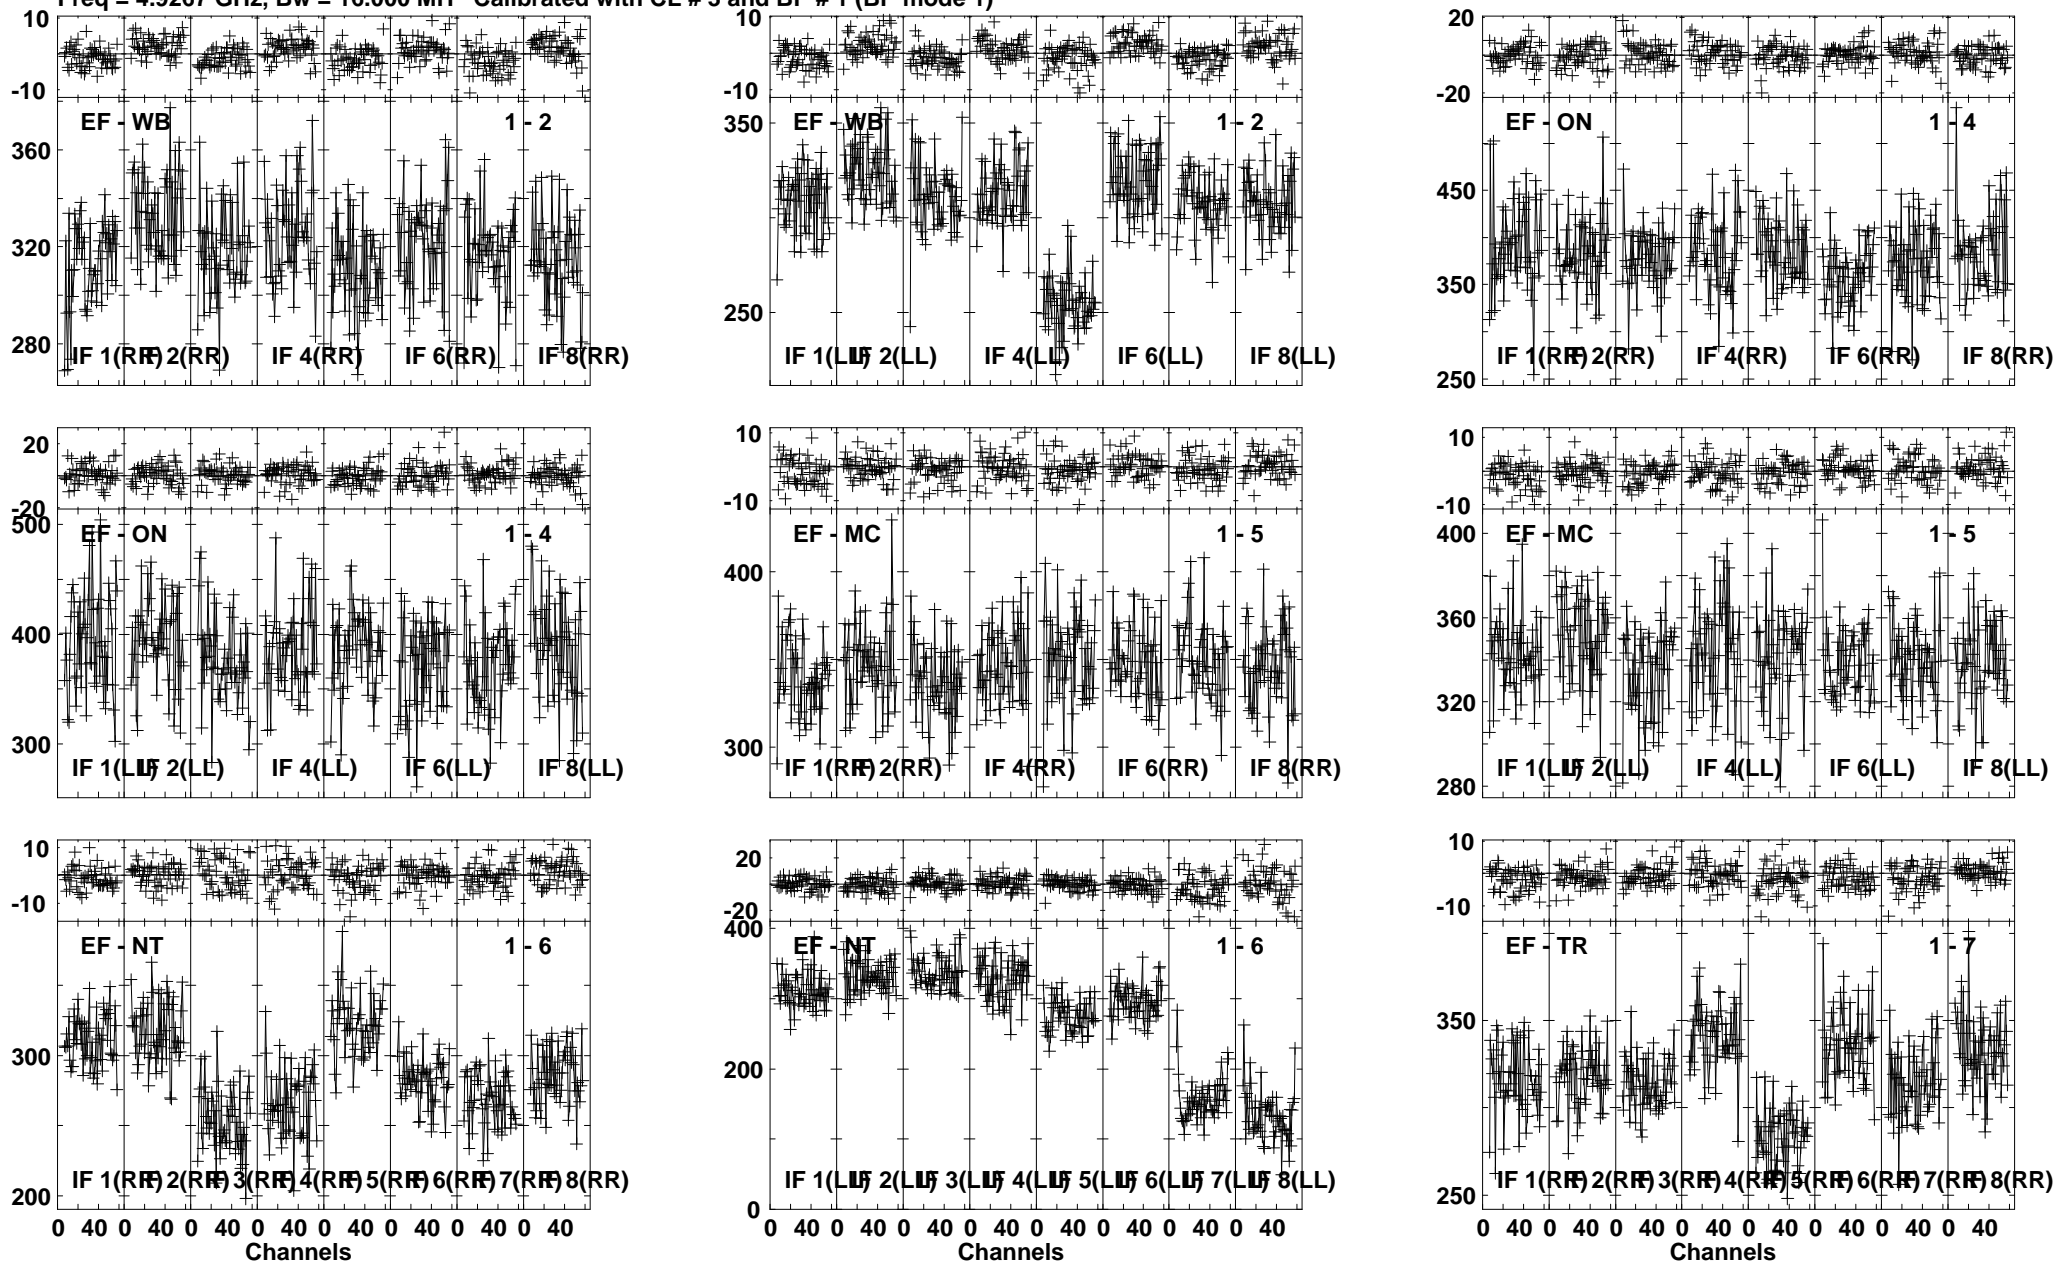 Freq = 4.9267 GHz, Bw = 16.000 MH Calibrated with CL # 3 and BP # 1 (BP mode 1)
10
-10
EF - WB
1 - 2
360
320
280
IF 1(RR)
IF 2(RR)
IF 4(RR)
IF 6(RR)
IF 8(RR)
10
-10
EF - WB
1 - 2
350
250
IF 1(LL)
IF 2(LL)
IF 4(LL)
IF 6(LL)
IF 8(LL)
20
-20
EF - ON
1 - 4
450
350
250
IF 1(RR)
IF 2(RR)
IF 4(RR)
IF 6(RR)
IF 8(RR)
20
-20
EF - ON
1 - 4
500
400
300
IF 1(LL)
IF 2(LL)
IF 4(LL)
IF 6(LL)
IF 8(LL)
10
-10
EF - MC
1 - 5
400
300
IF 1(RR)
IF 2(RR)
IF 4(RR)
IF 6(RR)
IF 8(RR)
10
-10
EF - MC
1 - 5
400
360
320
280
IF 1(LL)
IF 2(LL)
IF 4(LL)
IF 6(LL)
IF 8(LL)
10
-10
EF - NT
1 - 6
300
200
IF 1(RR)
IF 2(RR)
IF 3(RR)
IF 4(RR)
IF 5(RR)
IF 6(RR)
IF 7(RR)
IF 8(RR)
0 40 0 40 0 40 0 40 0 40 0 40 0 40 0 40
Channels
20
-20
EF - NT
1 - 6
400
200
0
IF 1(LL)
IF 2(LL)
IF 3(LL)
IF 4(LL)
IF 5(LL)
IF 6(LL)
IF 7(LL)
IF 8(LL)
0 40 0 40 0 40 0 40 0 40 0 40 0 40 0 40
Channels
10
-10
EF - TR
1 - 7
350
250
IF 1(RR)
IF 2(RR)
IF 3(RR)
IF 4(RR)
IF 5(RR)
IF 6(RR)
IF 7(RR)
IF 8(RR)
0 40 0 40 0 40 0 40 0 40 0 40 0 40 0 40
Channels